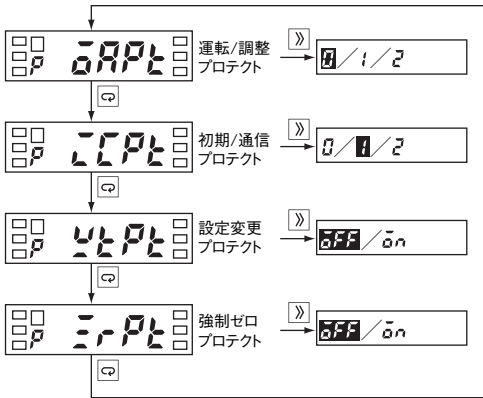 P oAPt
運転/調整
プロテクト
0/1/2
P iCPt
初期/通信
プロテクト
0/1/2
P WtPt
設定変更
プロテクト
oFF/on
P ZrPt
強制ゼロ
プロテクト
oFF/on